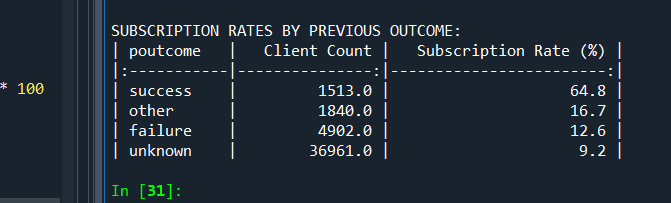 SUBSCRIPTION RATES BY PREVIOUS OUTCOME:
| poutcome   |   Client Count |   Subscription Rate (%) |
|:-----------|---------------:|------------------------:|
* 100
| success    |         1513.0 |                    64.8 |
| other      |         1840.0 |                    16.7 |
| failure    |         4902.0 |                    12.6 |
| unknown    |        36961.0 |                     9.2 |
In [31]: